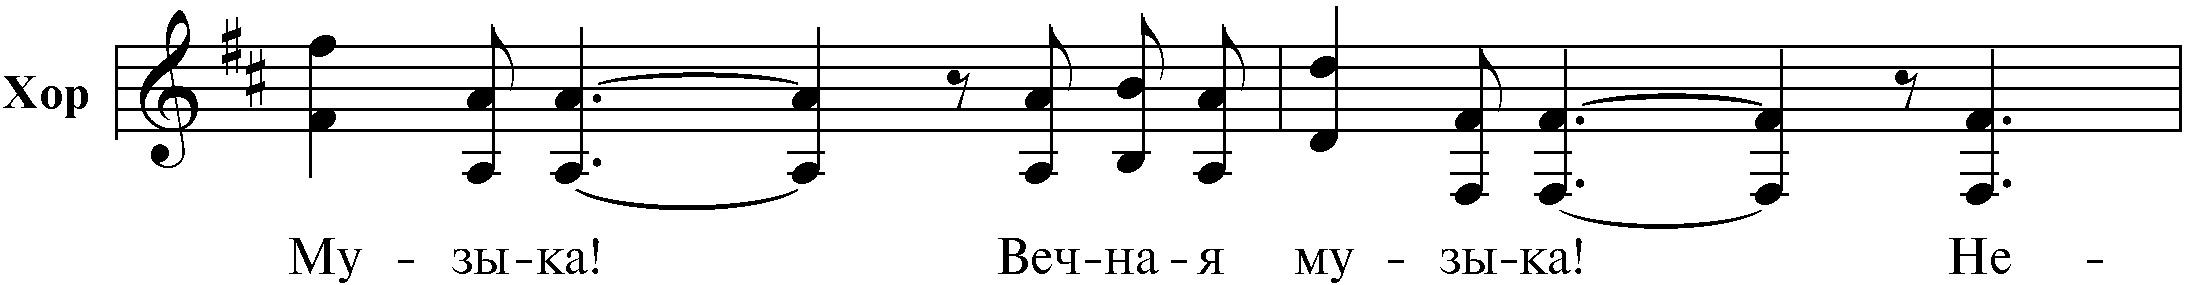 Хор
Му - зы-ка! Веч-на-я му - зы-ка! Не -